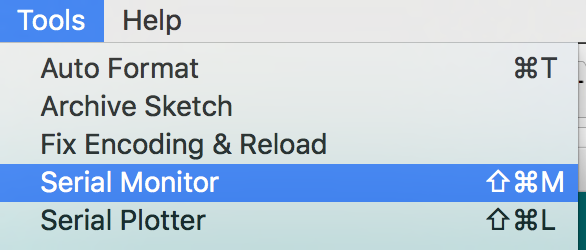 Tools Help
Auto Format ⌘T
Archive Sketch
Fix Encoding & Reload
Serial Monitor ⇧⌘M
Serial Plotter ⇧⌘L